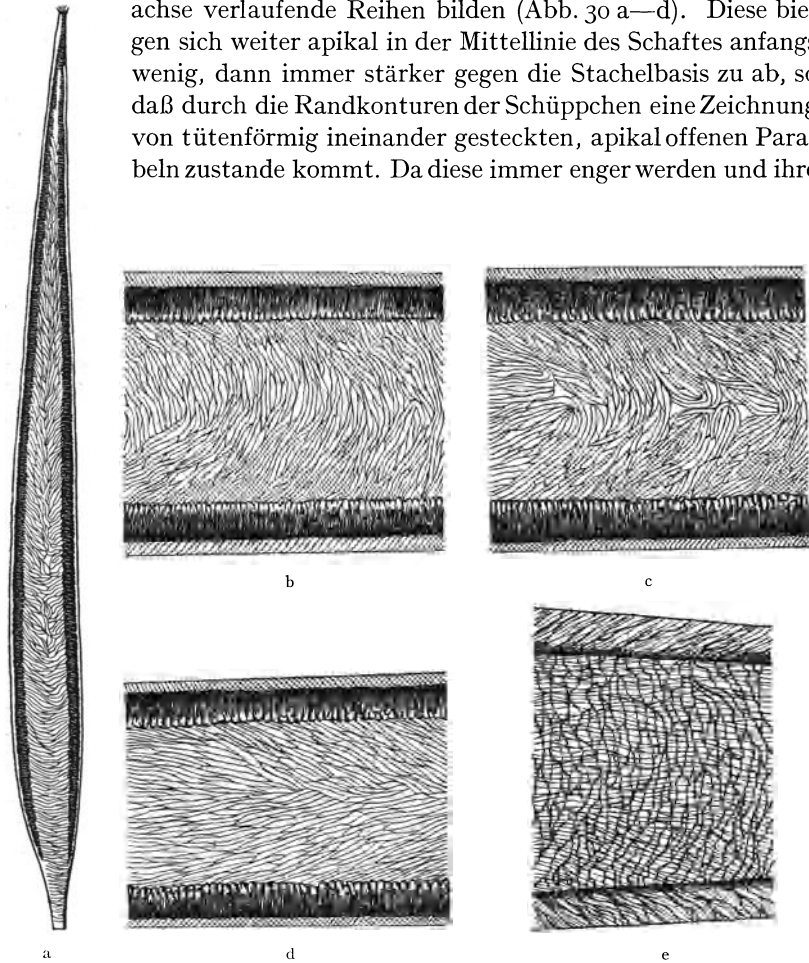 achse verlaufende Reihen bilden (Abb. 30 a—d). Diese bie-
gen sich weiter apikal in der Mittellinie des Schaftes anfangs
wenig, dann immer stärker gegen die Stachelbasis zu ab, so
daß durch die Randkonturen der Schüppchen eine Zeichnung
von tütenförmig ineinander gesteckten, apikal offenen Para-
beln zustande kommt. Da diese immer enger werden und ihre
b
c
a
d
e